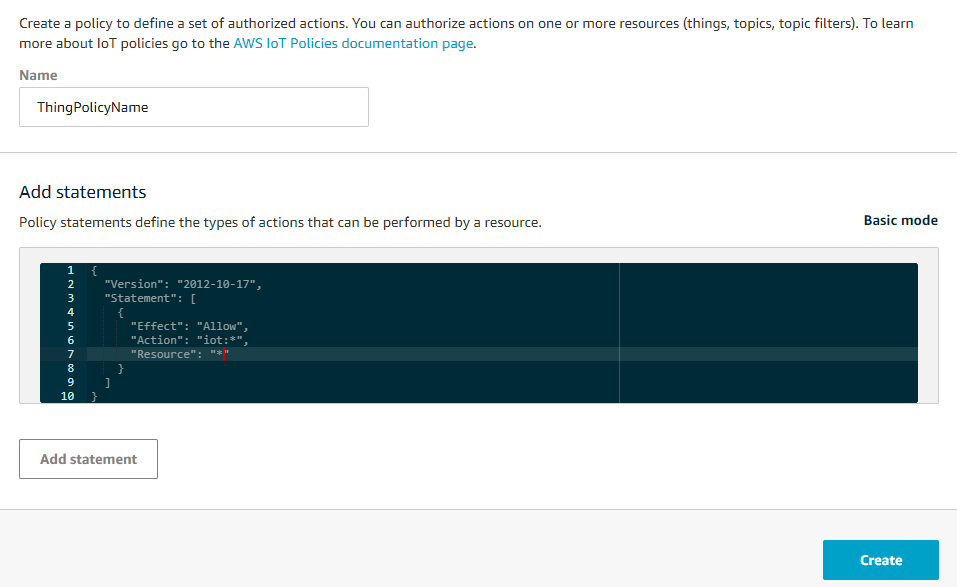 Create a policy to define a set of authorized actions. You can authorize actions on one or more resources (things, topics, topic filters). To learn
more about IoT policies go to the AWS IoT Policies documentation page.
Name
ThingPolicyName
Add statements
Policy statements define the types of actions that can be performed by a resource.
Basic mode
1 {
2 "Version": "2012-10-17",
3 "Statement": [
4 {
5 "Effect": "Allow",
6 "Action": "iot:*",
7 "Resource": "*"
8 }
9 ]
10 }
Add statement
Create